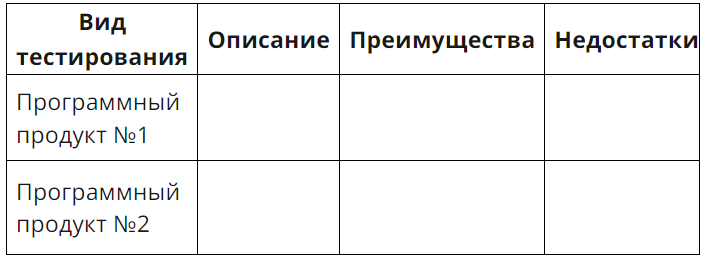 Вид
тестирования
Описание
Преимущества
Недостатки
Программный
продукт №1
Программный
продукт №2